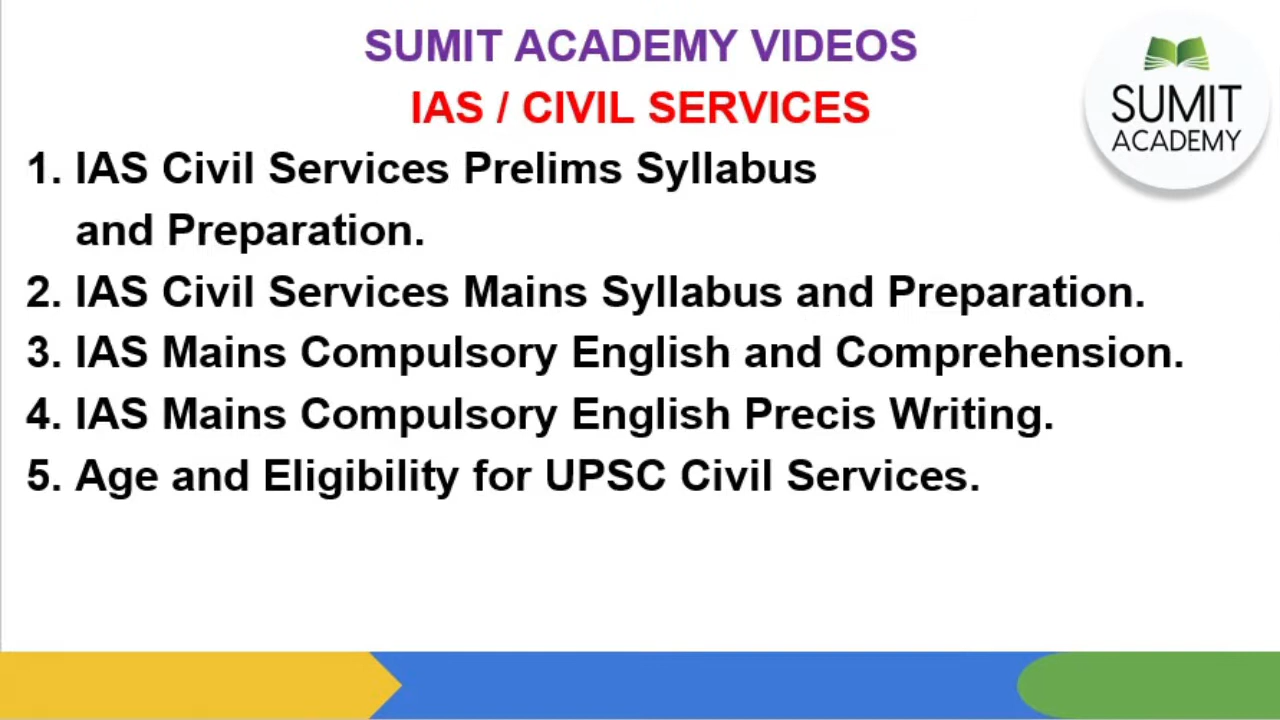 SUMIT ACADEMY VIDEOS
IAS / CIVIL SERVICES
SUMIT
ACADEMY
1. IAS Civil Services Prelims Syllabus
and Preparation.
2. IAS Civil Services Mains Syllabus and Preparation.
3. IAS Mains Compulsory English and Comprehension.
4. IAS Mains Compulsory English Precis Writing.
5. Age and Eligibility for UPSC Civil Services.